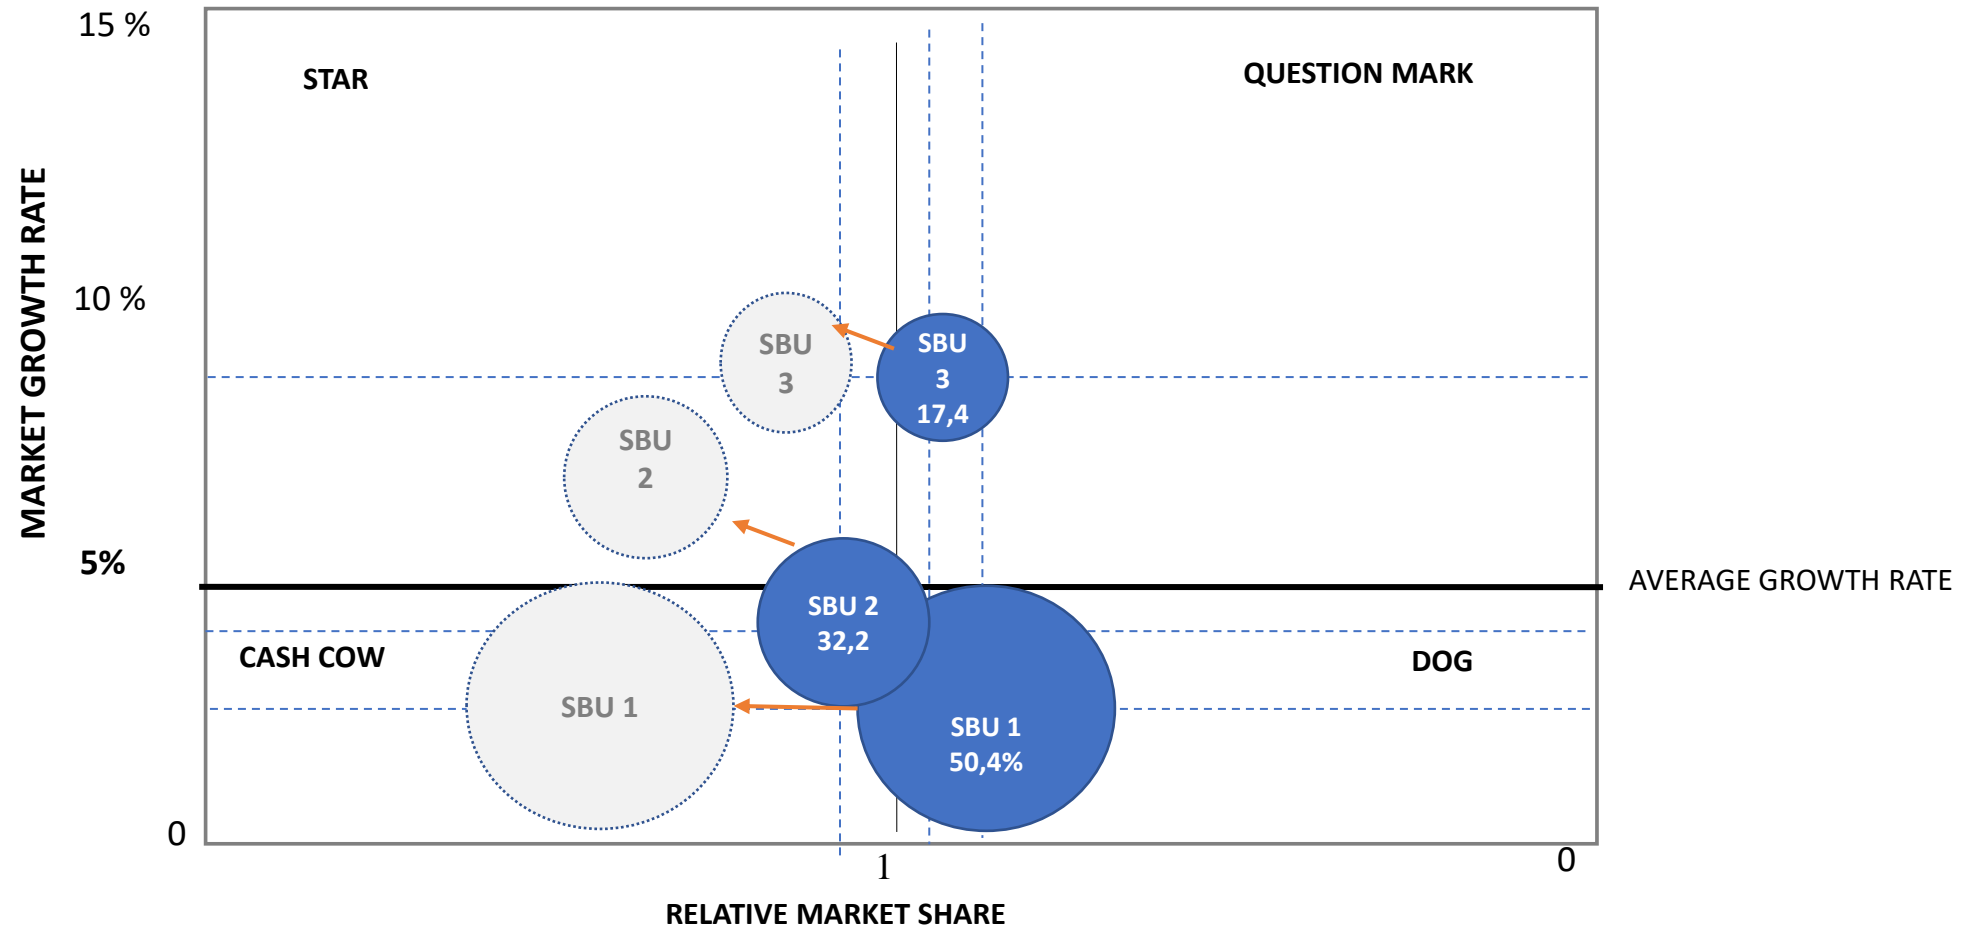 15 %
STAR
QUESTION MARK
MARKET GROWTH RATE
10 %
SBU
3
SBU
3
17,4
SBU
2
5%
AVERAGE GROWTH RATE
SBU 2
32,2
CASH COW
DOG
SBU 1
SBU 1
50,4%
0
1
0
RELATIVE MARKET SHARE